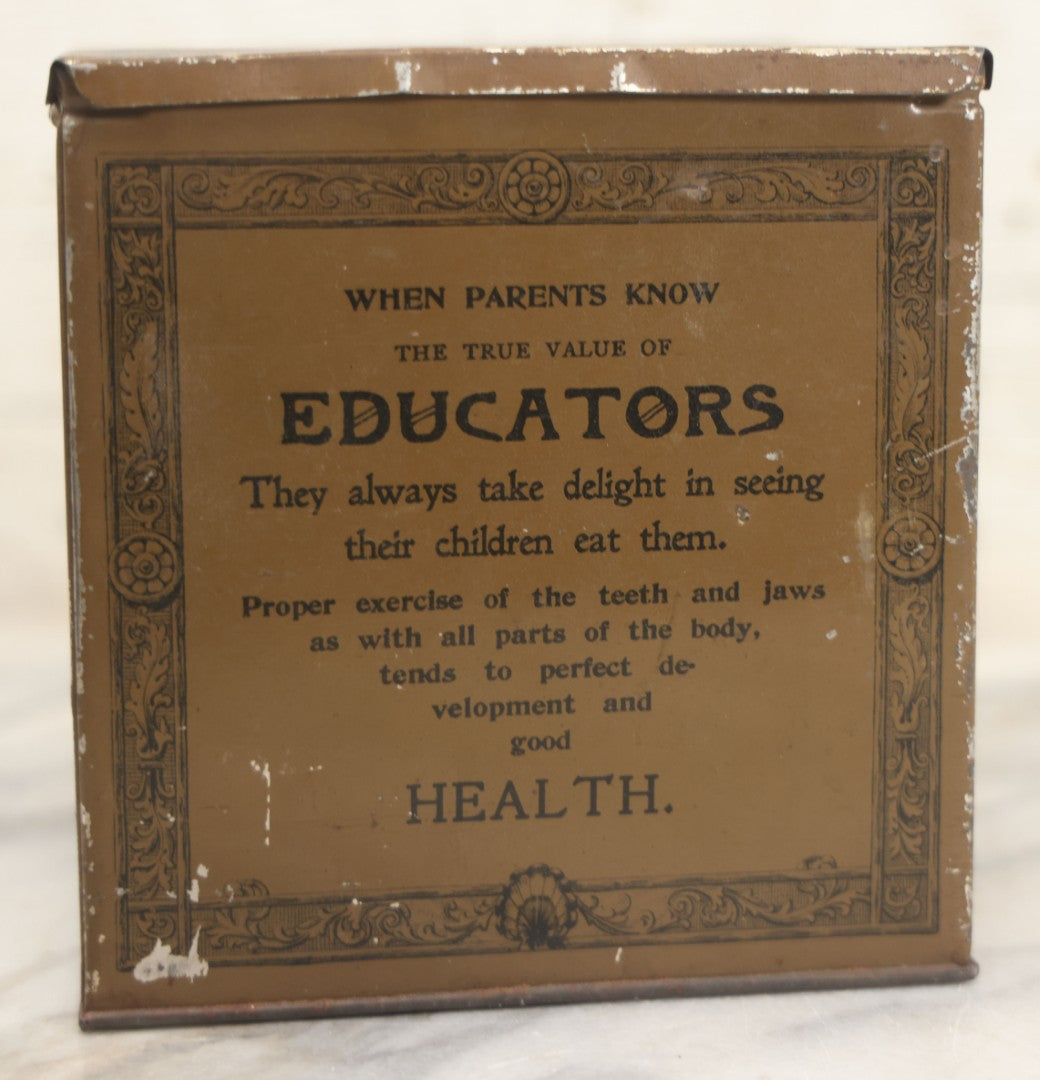 WHEN PARENTS KNOW
THE TRUE VALUE OF
EDUCATORS
They always take delight in seeing
their children eat them.
Proper exercise of the teeth and jaws
as with all parts of the body,
tends to perfect de-
velopment and
good
HEALTH.